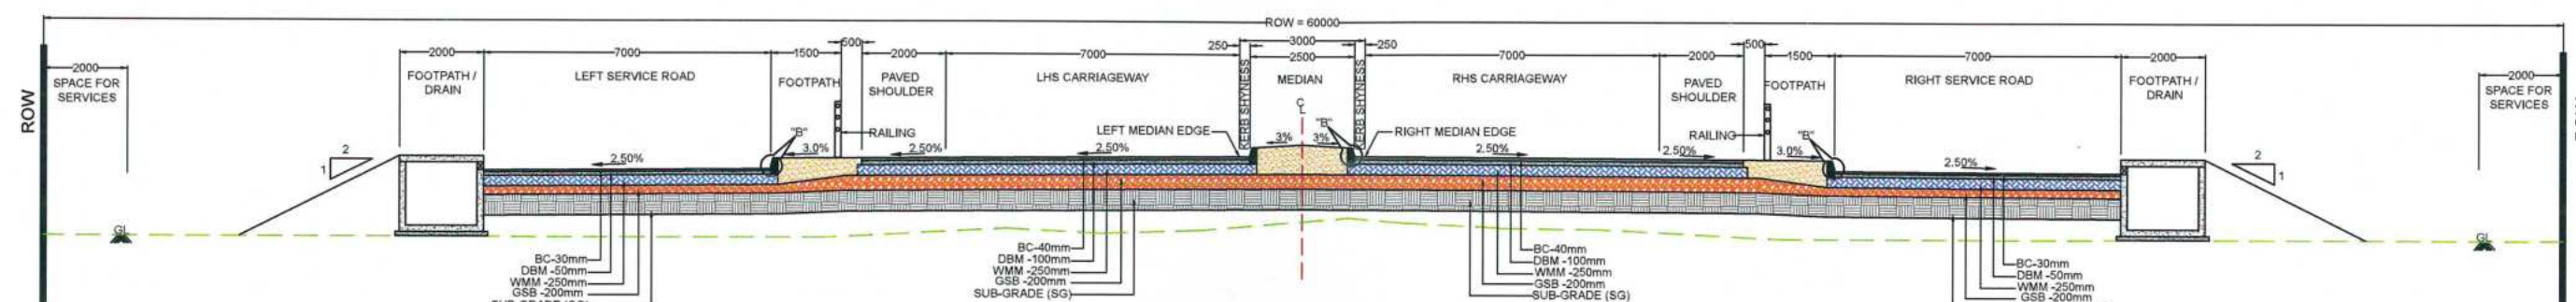 ROW = 60000
2000 7000 1500 500 2000 7000 250 3000 250 7000 2000 500 1500 7000 2000
2500
2000
2000
SPACE FOR
SERVICES
FOOTPATH /
DRAIN
LEFT SERVICE ROAD
FOOTPATH
PAVED
SHOULDER
LHS CARRIAGEWAY
KERB SHYNESS
MEDIAN
KERB SHYNESS
RHS CARRIAGEWAY
PAVED
SHOULDER
FOOTPATH
RIGHT SERVICE ROAD
FOOTPATH /
DRAIN
SPACE FOR
SERVICES
ROW
C
L
"B"
RAILING
LEFT MEDIAN EDGE
"B"
RIGHT MEDIAN EDGE
RAILING
"B"
2
1
2.50%
3.0%
2.50%
2.50%
3%
3%
2.50%
2.50%
3.0%
2.50%
2
1
GL
GL
BC-30mm
DBM -50mm
WMM -250mm
GSB -200mm
SUB-GRADE (SG)
BC-40mm
DBM -100mm
WMM -250mm
GSB -200mm
SUB-GRADE (SG)
BC-40mm
DBM -100mm
WMM -250mm
GSB -200mm
SUB-GRADE (SG)
BC-30mm
DBM -50mm
WMM -250mm
GSB -200mm